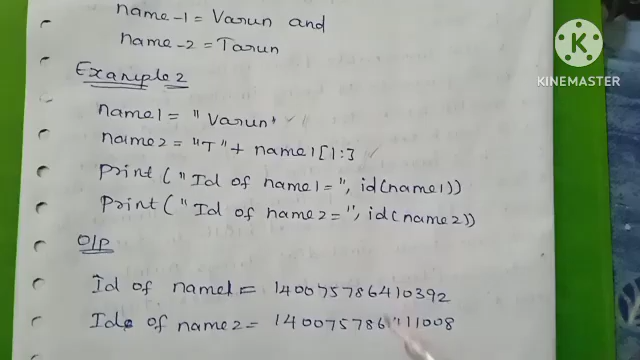 name-1 = Varun and
name-2 = Tarun
Example 2
name1 = "Varun"
name2 = "T" + name1[1:]
print ("Id of name1=", id(name1))
print ("Id of name2=", id(name2))
O/P
Id of name1= 140075786410392
Id of name2=
K
KINEMASTER